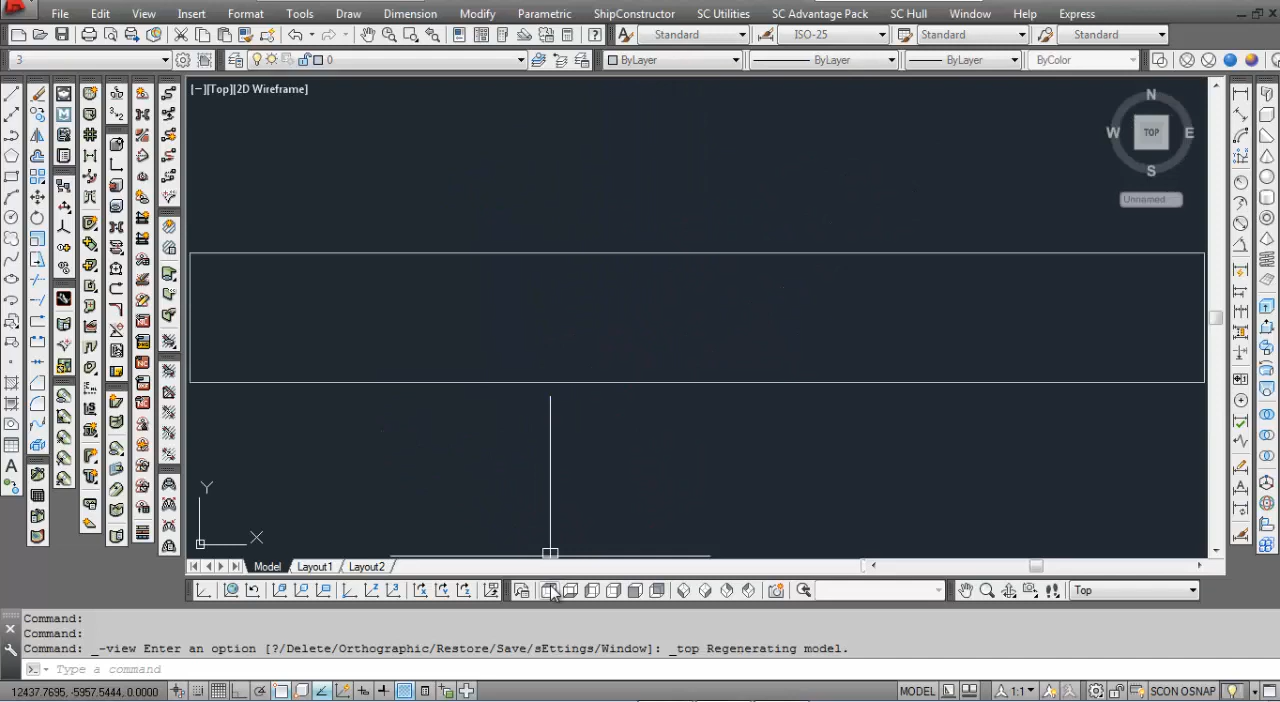 File Edit View Insert Format Tools Draw Dimension Modify Parametric ShipConstructor SC Utilities SC Advantage Pack SC Hull Window Help Express
Standard ISO-25 Standard Standard
3 0 ByLayer ByLayer ByLayer ByColor
[−][Top][2D Wireframe]
N
W TOP E
S
Unnamed
Y
X
Model Layout1 Layout2
Top
Command:
Command:
Command: _-view Enter an option [?/Delete/Orthographic/Restore/Save/sEttings/Window]: _top Regenerating model.
Type a command
12437.7695, -5957.5444, 0.0000 MODEL 1:1 SCON OSNAP